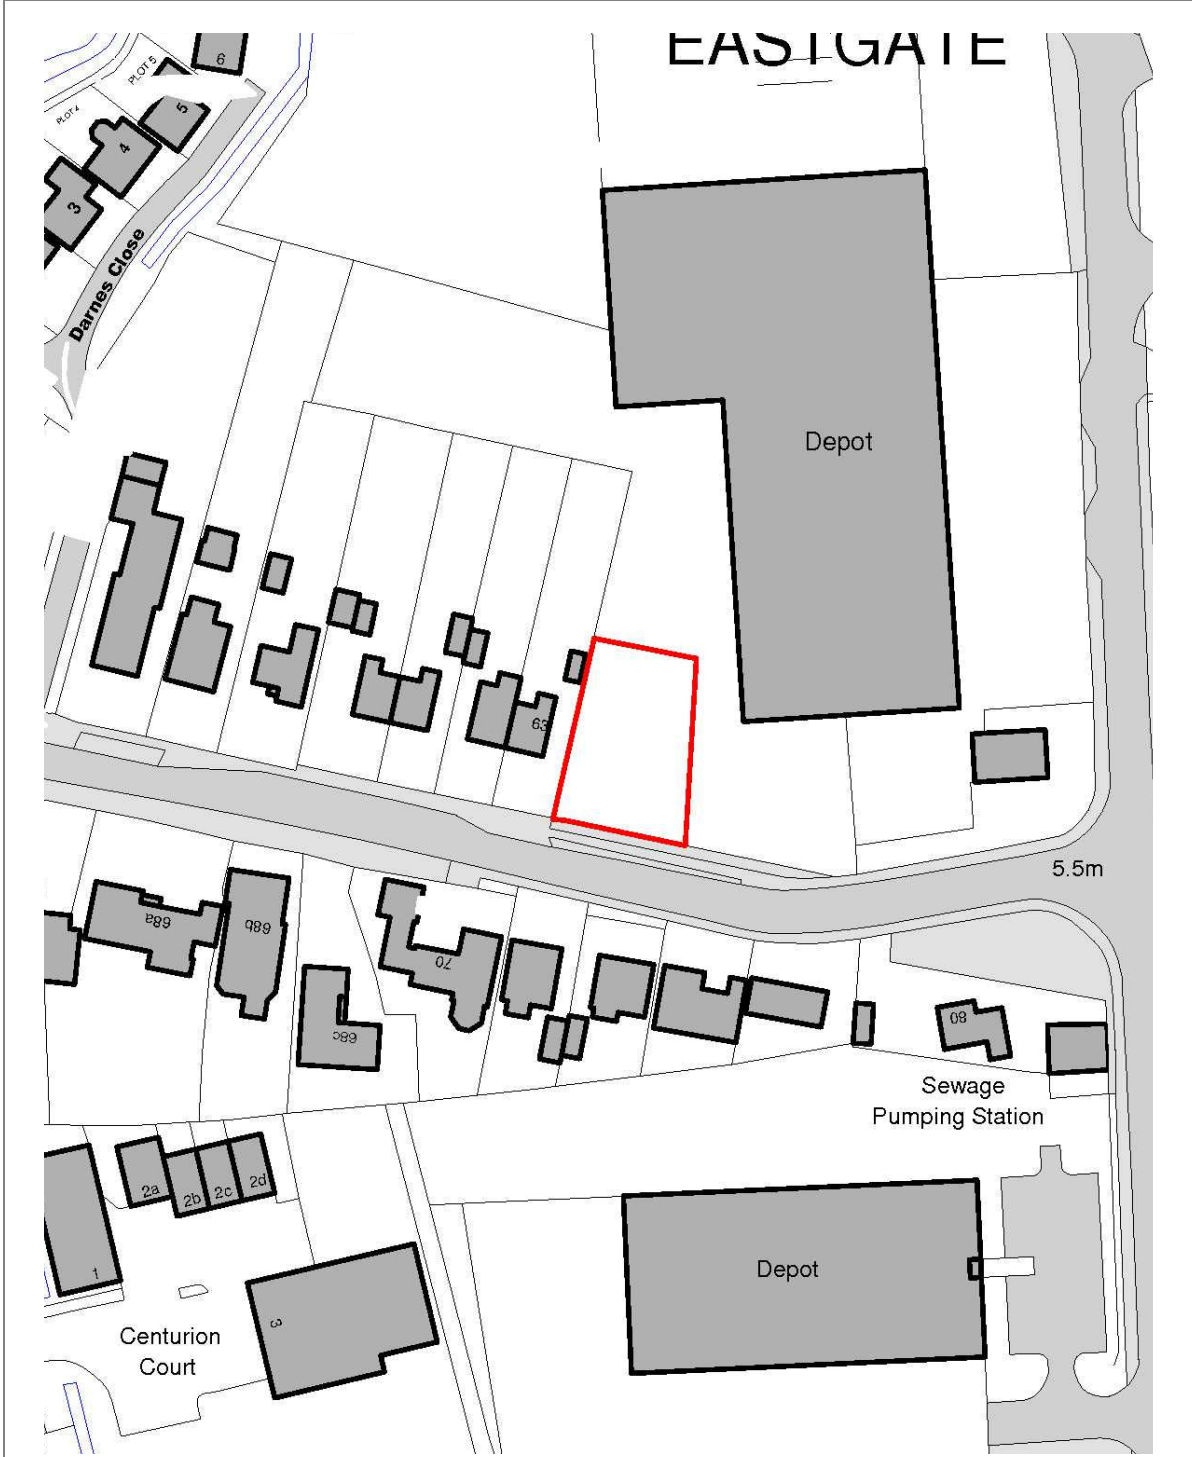 EASTGATE
6
PLOT 5
5
PLOT 4
4
3
Darnes Close
Depot
63
5.5m
68a
68b
70
68c
80
Sewage
Pumping Station
2a
2b
2c
2d
1
3
Depot
Centurion
Court